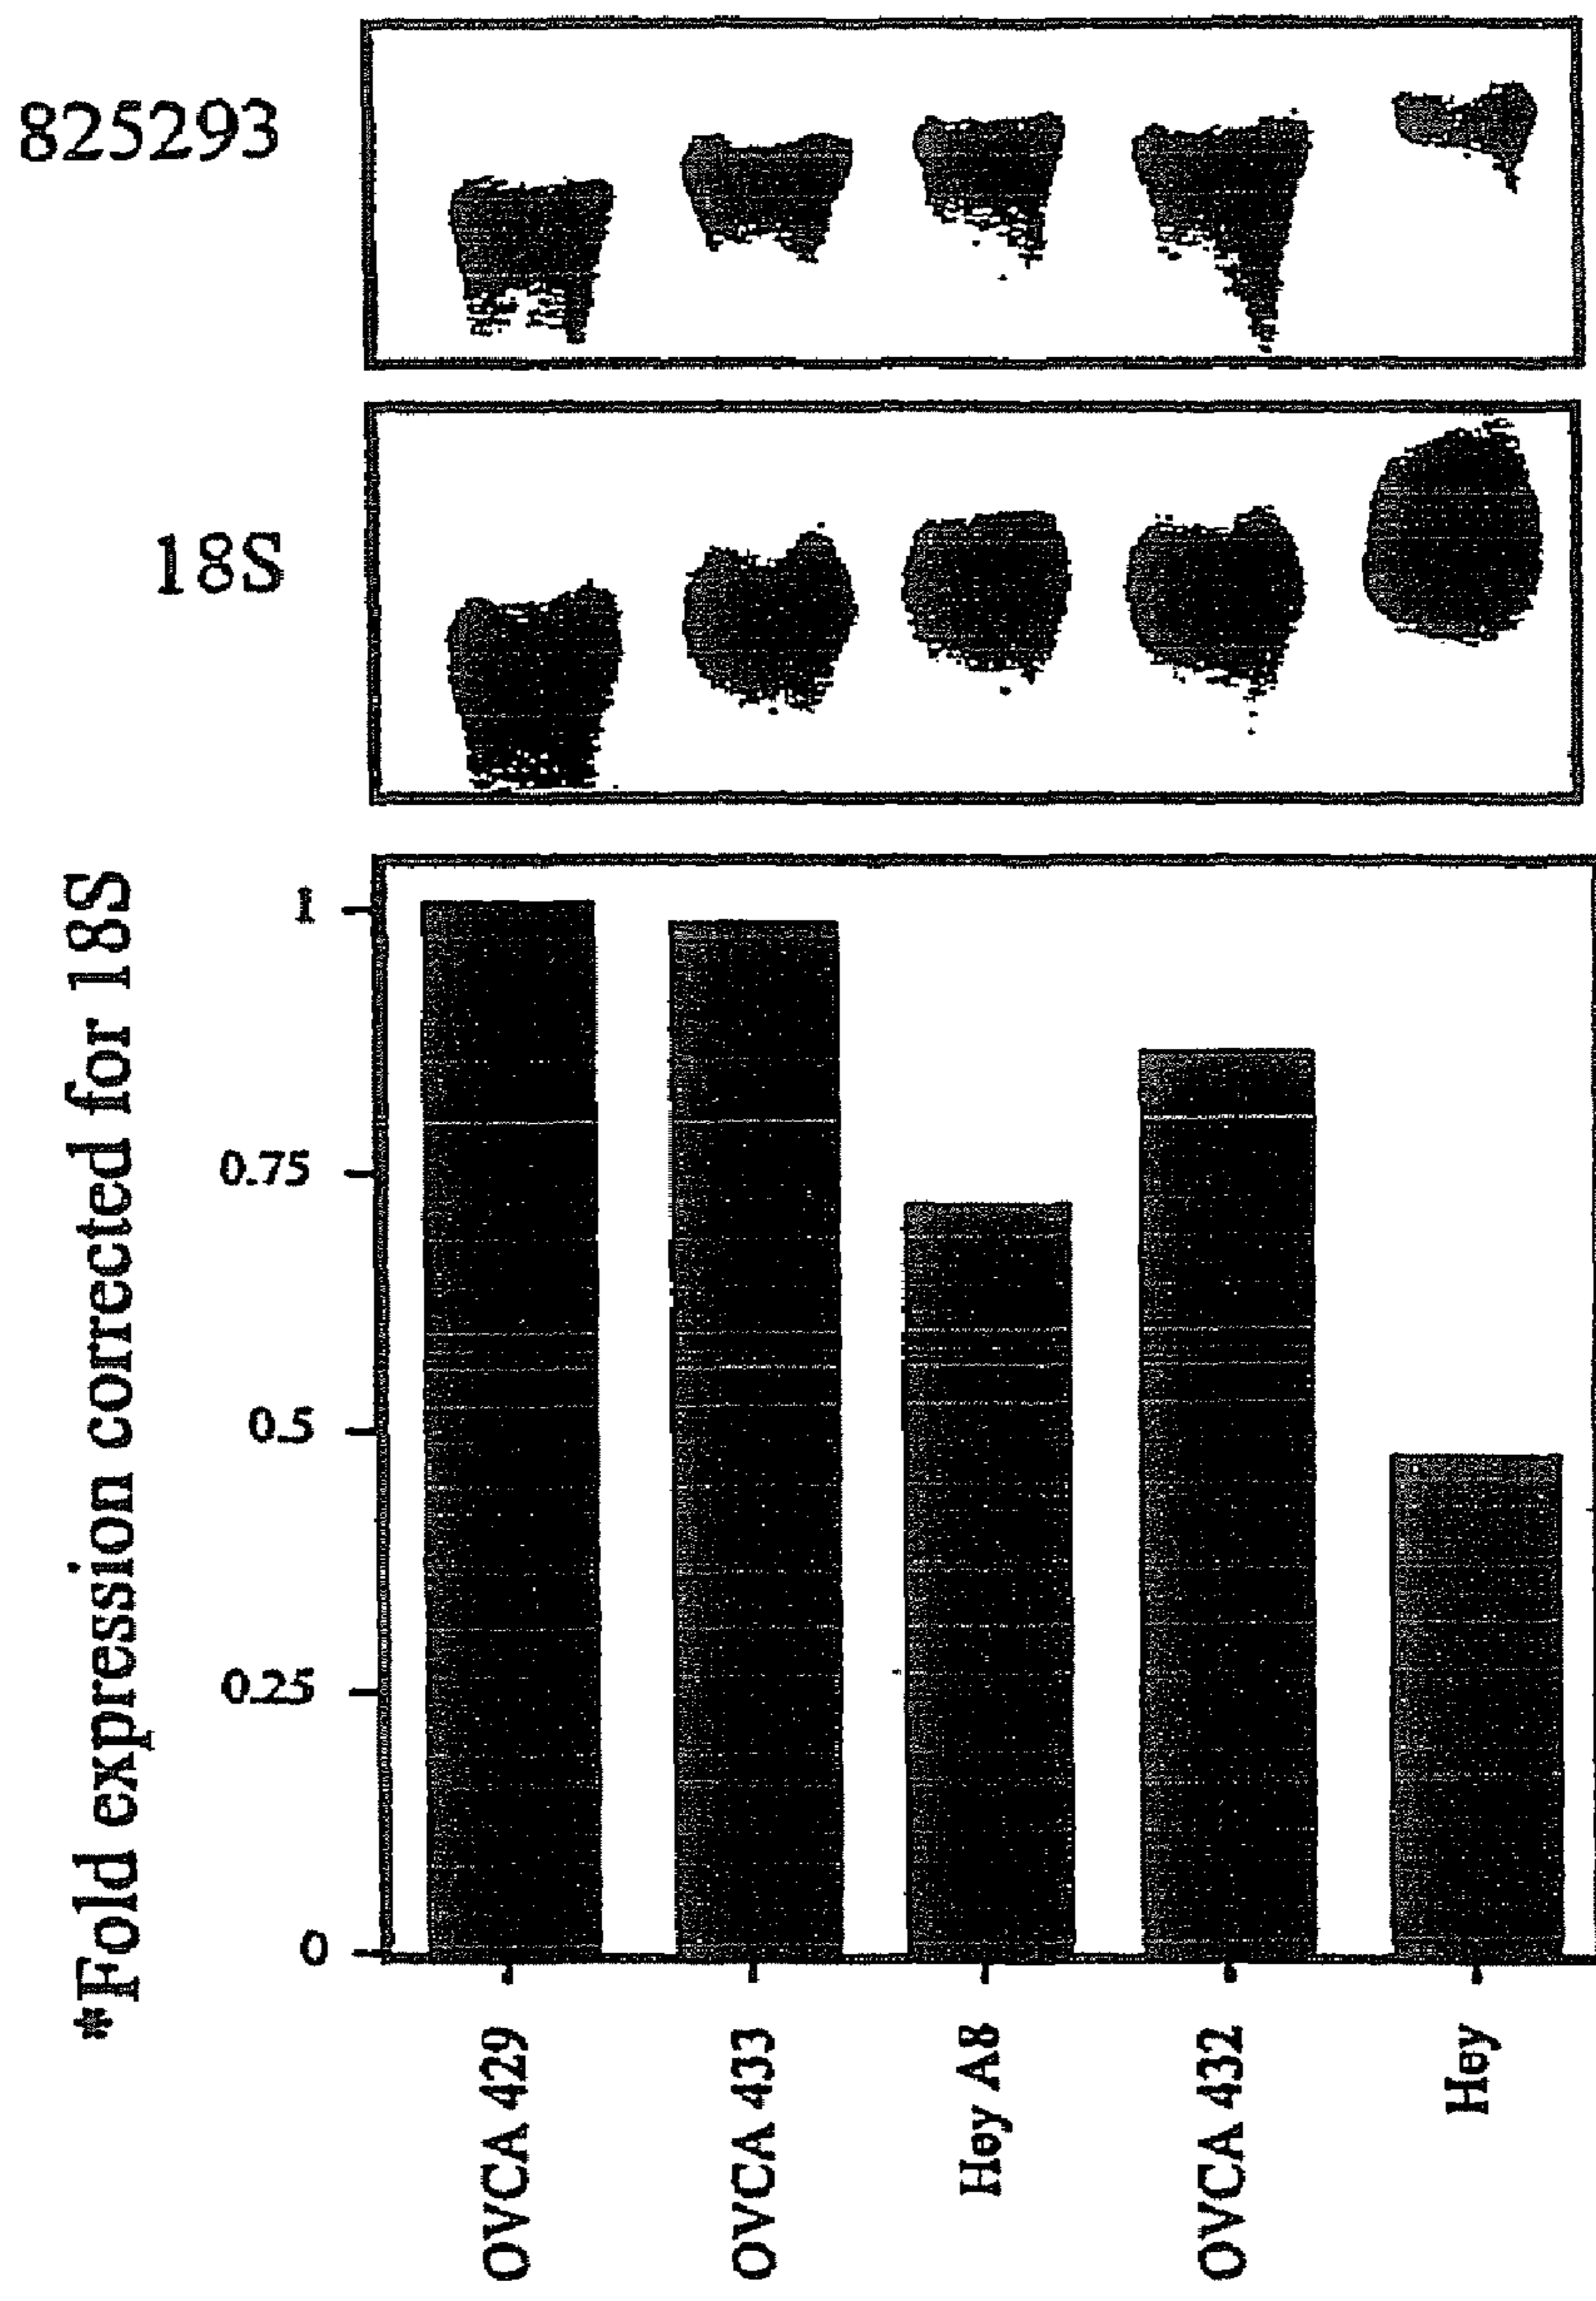 825293
18S
*Fold expression corrected for 18S
1
0.75
0.5
0.25
0
OVCA 429
OVCA 433
Hey A8
OVCA 432
Hey